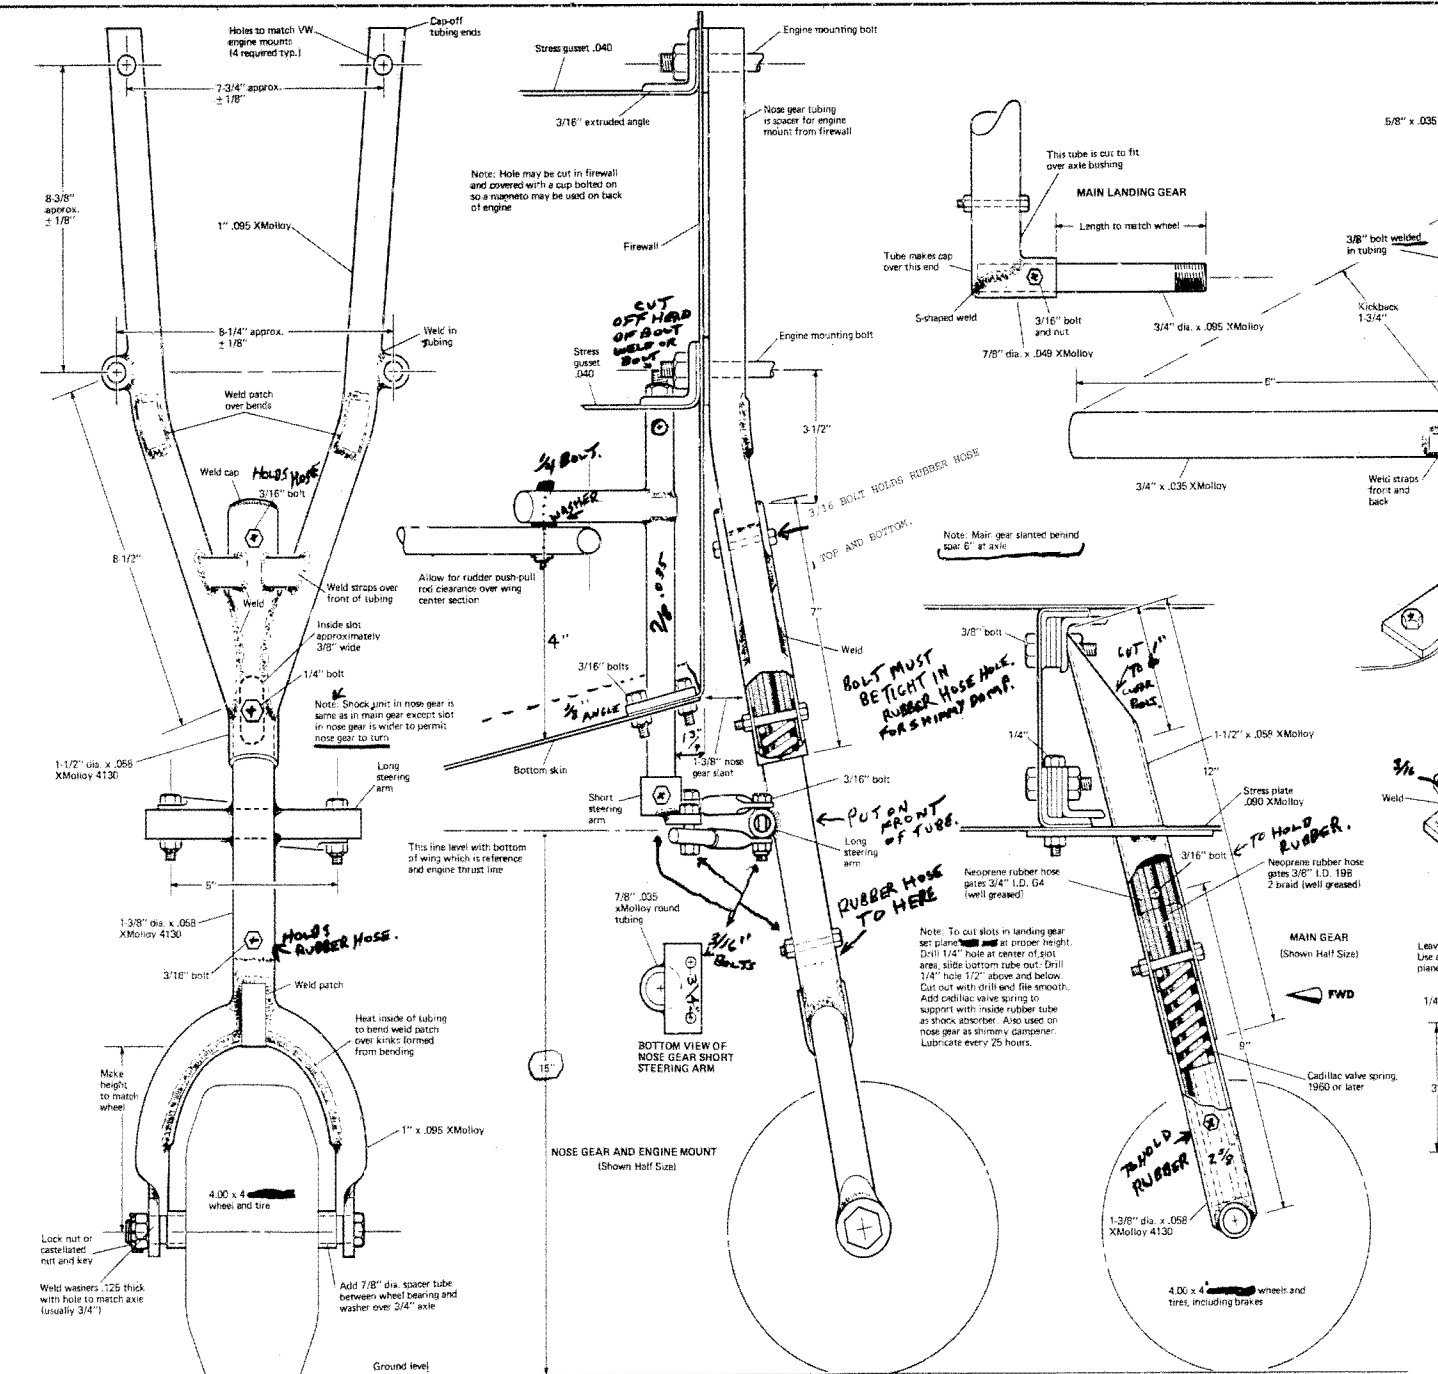 Holes to match VW
engine mounts
(4 required typ.)
Cap-off
tubing ends
7-3/4" approx.
± 1/8"
8-3/8"
approx.
± 1/8"
1" .095 XMolloy
8-1/4" approx.
± 1/8"
Weld in
tubing
Weld patch
over bends
Weld cap
HOLDS HOSE
3/16" bolt
8-1/2"
Weld straps over
front of tubing
Weld
Inside slot
approximately
3/8" wide
1/4" bolt
Note: Shock unit in nose gear is
same as in main gear except slot
in nose gear is wider to permit
nose gear to turn
1-1/2" dia. x .058
XMolloy 4130
Long
steering
arm
5"
1-3/8" dia. x .058
XMolloy 4130
HOLDS
RUBBER HOSE.
3/16" bolt
Weld patch
Heat inside of tubing
to bend weld patch
over kinks formed
from bending
Make
height
to match
wheel
1" x .095 XMolloy
4.00 x 4
wheel and tire
Lock nut or
castellated
nut and key
Weld washers .125 thick
with hole to match axle
(usually 3/4")
Add 7/8" dia. spacer tube
between wheel bearing and
washer over 3/4" axle
Ground level
Stress gusset .040
Engine mounting bolt
3/16" extruded angle
Nose gear tubing
is spacer for engine
mount from firewall
Note: Hole may be cut in firewall
and covered with a cup bolted on
so a magneto may be used on back
of engine
Firewall
CUT
OFF HEAD
OF BOLT
WELD OR
BOLT
Engine mounting bolt
Stress
gusset
.040
3-1/2"
1/4 BOLT.
WASHER
3/16 BOLT HOLDS RUBBER HOSE
TOP AND BOTTOM.
Allow for rudder push-pull
rod clearance over wing
center section
7/8 .035
7"
4"
Weld
3/16" bolts
1/8" ANGLE
BOLT MUST
BE TIGHT IN
RUBBER HOSE HOLE.
FOR SHIMMY DAMP.
Bottom skin
1-3/8" nose
gear slant
Short
steering
arm
3/16" bolt
PUT ON
FRONT
OF TUBE.
Long
steering
arm
This line level with bottom
of wing which is reference
and engine thrust line
7/8" .035
xMolloy round
tubing
3/16"
BOLTS
RUBBER HOSE
TO HERE
3 1/4"
BOTTOM VIEW OF
NOSE GEAR SHORT
STEERING ARM
15"
NOSE GEAR AND ENGINE MOUNT
(Shown Half Size)
5/8" x .035
This tube is cut to fit
over axle bushing
MAIN LANDING GEAR
Length to match wheel
Tube makes cap
over this end
S-shaped weld
3/16" bolt
and nut
3/4" dia. x .095 XMolloy
7/8" dia. x .049 XMolloy
3/8" bolt welded
in tubing
Kickback
1-3/4"
6"
3/4" x .035 XMolloy
Weld straps
front and
back
Note: Main gear slanted behind
spar 6" at axle
3/8" bolt
CUT
TO 1"
CLEAR
BOLT.
1/4"
1-1/2" x .058 XMolloy
12"
Stress plate
.090 XMolloy
TO HOLD
RUBBER.
3/16
Weld
3/16" bolt
Neoprene rubber hose
gates 3/4" I.D. G4
(well greased)
Neoprene rubber hose
gates 3/8" I.D. 19B
2 braid (well greased)
Note: To cut slots in landing gear
set plane at proper height.
Drill 1/4" hole at center of slot
area, slide bottom tube out. Drill
1/4" hole 1/2" above and below.
Cut out with drill and file smooth.
Add cadillac valve spring to
support with inside rubber tube
as shock absorber. Also used on
nose gear as shimmy dampener.
Lubricate every 25 hours.
MAIN GEAR
(Shown Half Size)
FWD
9"
Cadillac valve spring,
1960 or later
TO HOLD
RUBBER
2 5/8
1-3/8" dia. x .058
XMolloy 4130
4.00 x 4 wheels and
tires, including brakes
Leav
Use a
plane
1/4
3